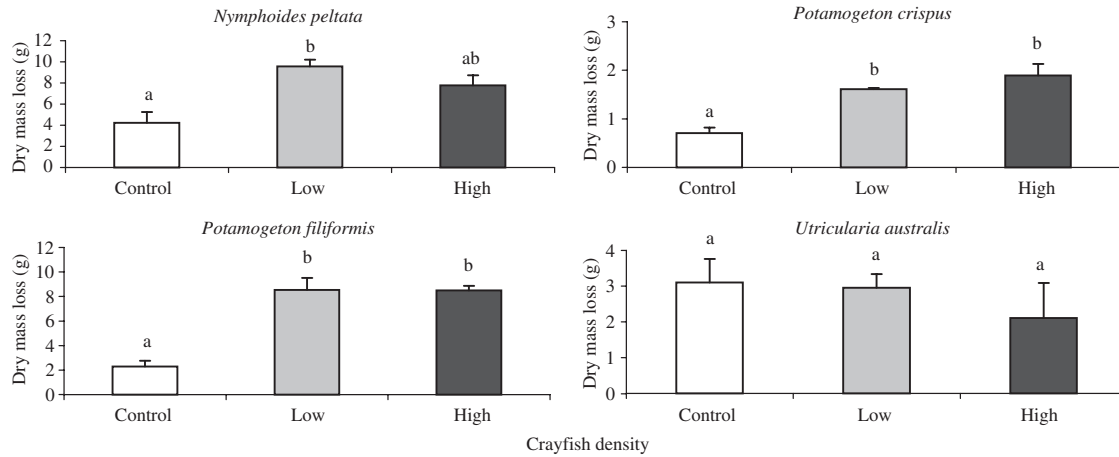 Nymphoides peltata
Dry mass loss (g)
12
10
8
6
4
2
0
a
b
ab
Control
Low
High
Potamogeton crispus
Dry mass loss (g)
3
2
1
0
a
b
b
Control
Low
High
Potamogeton filiformis
Dry mass loss (g)
12
10
8
6
4
2
0
a
b
b
Control
Low
High
Utricularia australis
Dry mass loss (g)
4
3
2
1
0
a
a
a
Control
Low
High
Crayfish density